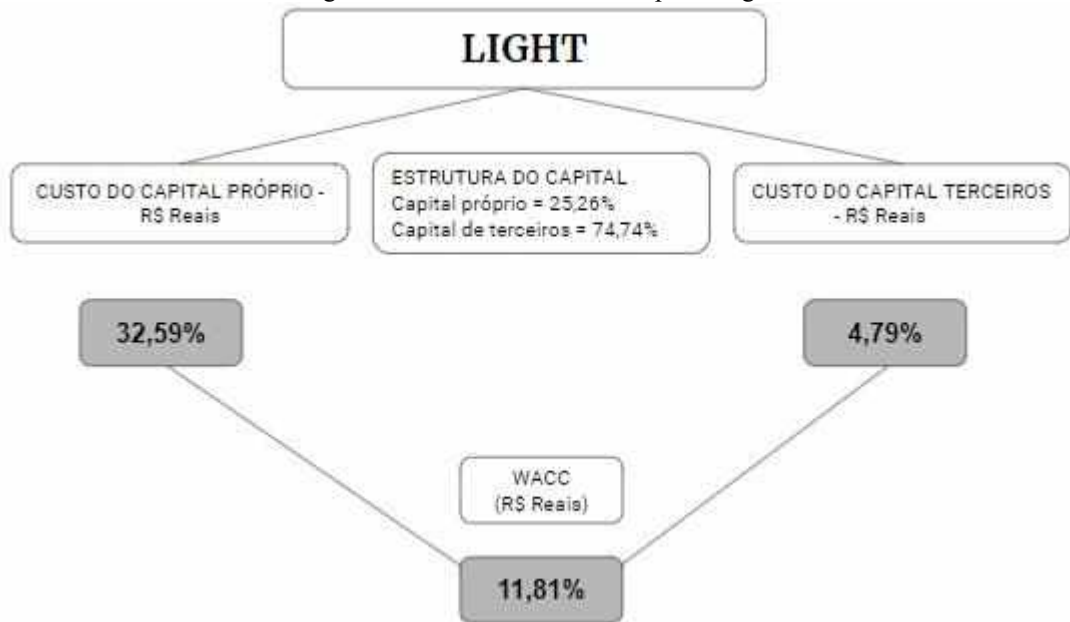 LIGHT
CUSTO DO CAPITAL PRÓPRIO -
R$ Reais
ESTRUTURA DO CAPITAL
Capital próprio = 25,26%
Capital de terceiros = 74,74%
CUSTO DO CAPITAL TERCEIROS
- R$ Reais
32,59%
4,79%
WACC
(R$ Reais)
11,81%